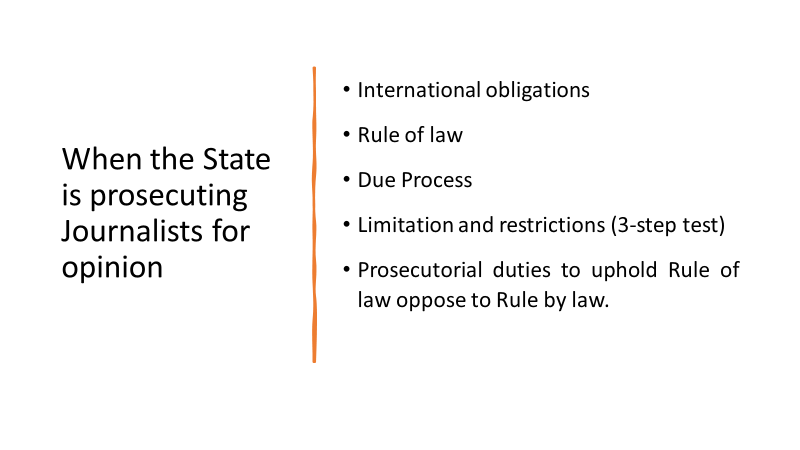 When the State
is prosecuting
Journalists for
opinion
• International obligations
• Rule of law
• Due Process
• Limitation and restrictions (3-step test)
• Prosecutorial duties to uphold Rule of
law oppose to Rule by law.